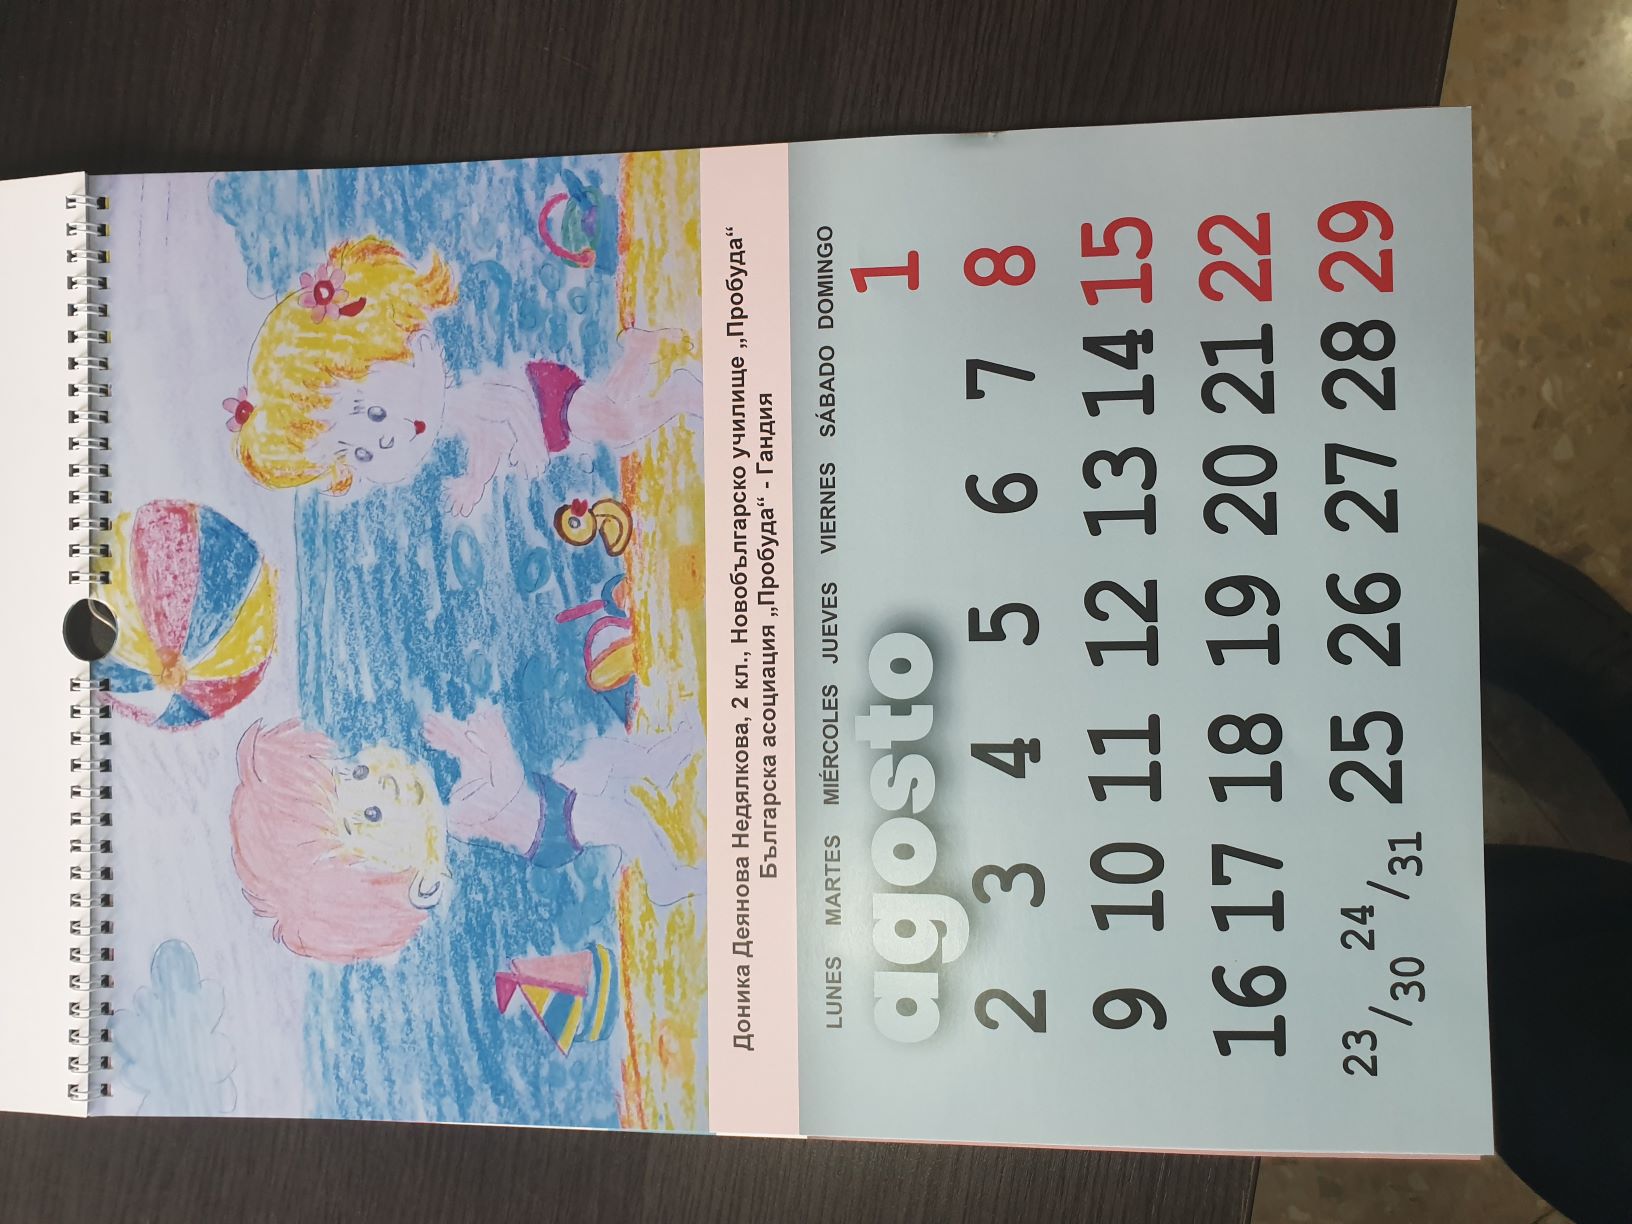 Доника Деянова Недялкова, 2 кл., Новобългарско училище „Пробуда“
Българска асоциация „Пробуда“ - Гандия
LUNES MARTES MIÉRCOLES JUEVES VIERNES SÁBADO DOMINGO
agosto 1
2 3 4 5 6 7 8
9 10 11 12 13 14 15
16 17 18 19 20 21 22
23/30 24/31 25 26 27 28 29